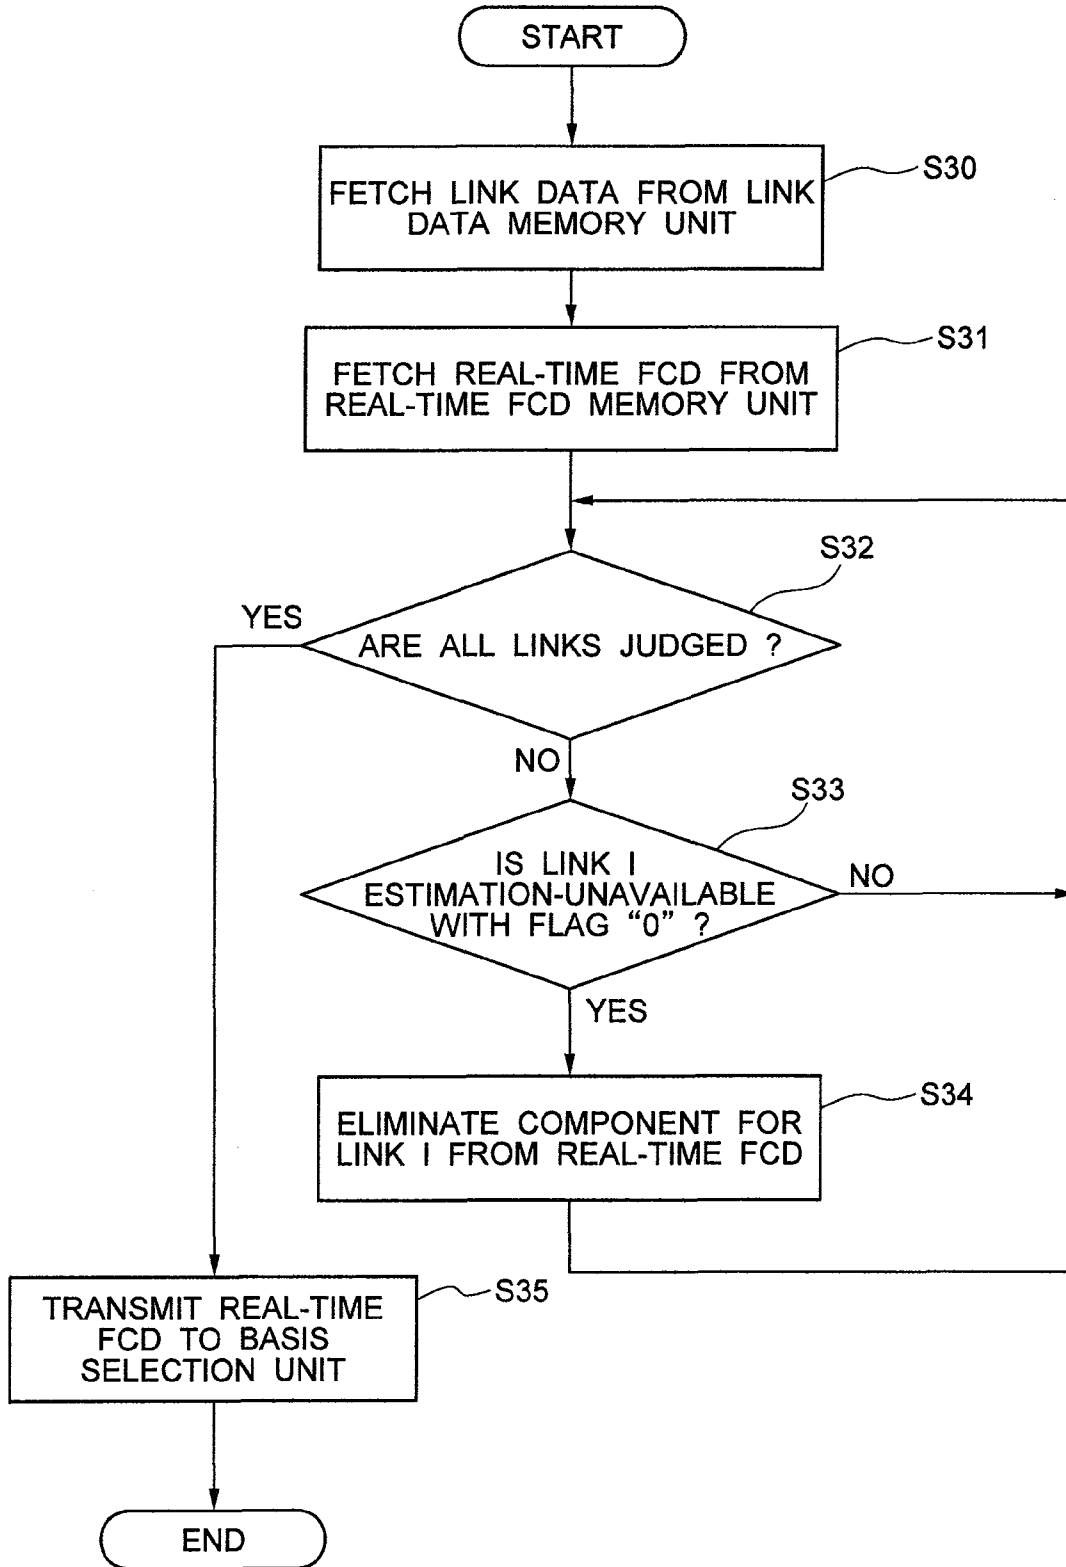 START
S30
FETCH LINK DATA FROM LINK
DATA MEMORY UNIT
S31
FETCH REAL-TIME FCD FROM
REAL-TIME FCD MEMORY UNIT
S32
YES
ARE ALL LINKS JUDGED ?
NO
S33
IS LINK I
ESTIMATION-UNAVAILABLE
WITH FLAG “0” ?
NO
YES
S34
ELIMINATE COMPONENT FOR
LINK I FROM REAL-TIME FCD
S35
TRANSMIT REAL-TIME
FCD TO BASIS
SELECTION UNIT
END